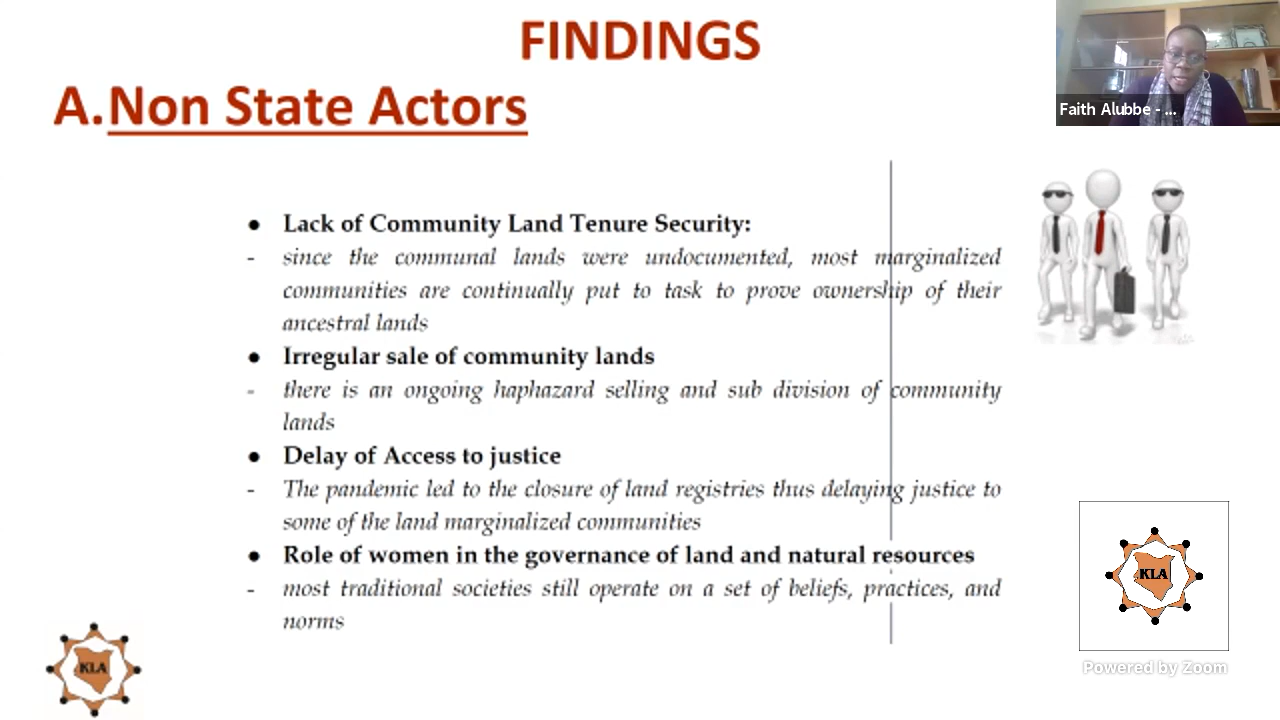 FINDINGS
A.Non State Actors
Faith Alubbe - ...
● Lack of Community Land Tenure Security:
- since the communal lands were undocumented, most marginalized
communities are continually put to task to prove ownership of their
ancestral lands
● Irregular sale of community lands
- there is an ongoing haphazard selling and sub division of community
lands
● Delay of Access to justice
- The pandemic led to the closure of land registries thus delaying justice to
some of the land marginalized communities
● Role of women in the governance of land and natural resources
- most traditional societies still operate on a set of beliefs, practices, and
norms
KLA
KLA
Powered by Zoom